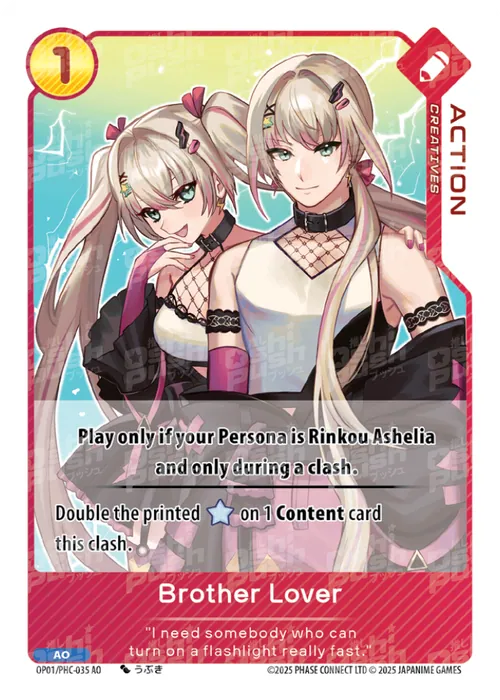 1
ACTION
CREATIVES
Play only if your Persona is Rinkou Ashelia
and only during a clash.
Double the printed on 1 Content card
this clash.
Brother Lover
"I need somebody who can
turn on a flashlight really fast."
AO
OP01/PHC-035 AO うぶき ©2025 PHASE CONNECT LTD © 2025 JAPANIME GAMES